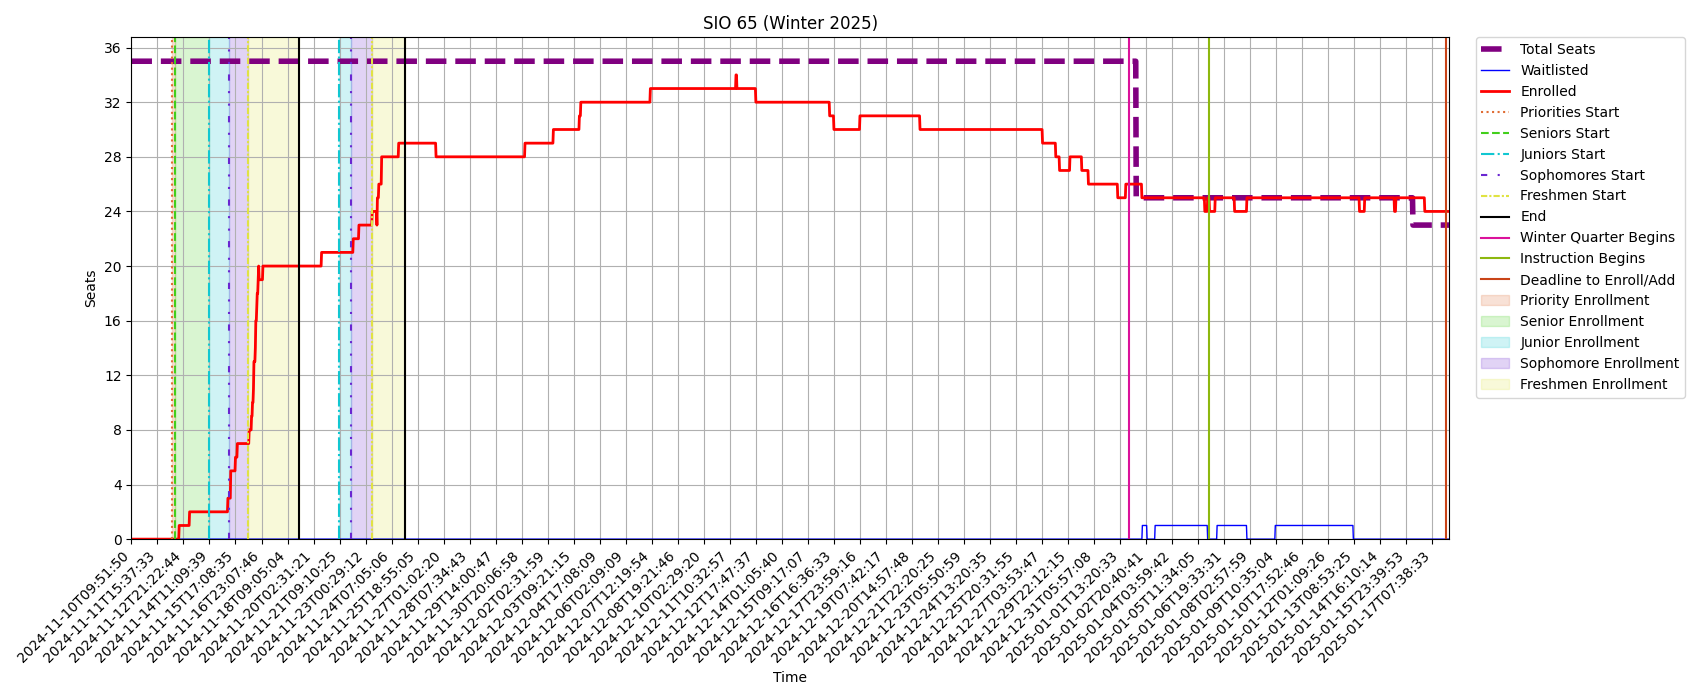 SIO 65 (Winter 2025)
36
32
28
24
20
16
12
8
4
0
Seats
2024-11-10T09:51:50
2024-11-11T15:37:33
2024-11-12T21:22:44
2024-11-14T11:09:39
2024-11-15T17:08:35
2024-11-16T23:07:46
2024-11-18T09:05:04
2024-11-20T02:31:21
2024-11-21T09:10:25
2024-11-23T00:29:12
2024-11-24T07:05:06
2024-11-25T18:55:05
2024-11-27T01:02:20
2024-11-28T07:34:43
2024-11-29T14:00:47
2024-11-30T20:06:58
2024-12-02T02:31:59
2024-12-03T09:21:15
2024-12-04T17:08:09
2024-12-06T02:09:09
2024-12-07T12:19:54
2024-12-08T19:21:46
2024-12-10T02:29:20
2024-12-11T10:32:57
2024-12-12T17:47:37
2024-12-14T01:05:40
2024-12-15T09:17:07
2024-12-16T16:36:33
2024-12-17T23:59:16
2024-12-19T07:42:17
2024-12-20T14:57:48
2024-12-21T22:20:25
2024-12-23T05:50:59
2024-12-24T13:20:35
2024-12-25T20:31:55
2024-12-27T03:53:47
2024-12-29T22:12:15
2024-12-31T05:57:08
2025-01-01T13:20:33
2025-01-02T20:40:41
2025-01-04T03:59:42
2025-01-05T11:34:05
2025-01-06T19:33:31
2025-01-08T02:57:59
2025-01-09T10:35:04
2025-01-10T17:52:46
2025-01-12T01:09:26
2025-01-13T08:53:25
2025-01-14T16:10:14
2025-01-15T23:39:53
2025-01-17T07:38:33
Time
Total Seats
Waitlisted
Enrolled
Priorities Start
Seniors Start
Juniors Start
Sophomores Start
Freshmen Start
End
Winter Quarter Begins
Instruction Begins
Deadline to Enroll/Add
Priority Enrollment
Senior Enrollment
Junior Enrollment
Sophomore Enrollment
Freshmen Enrollment